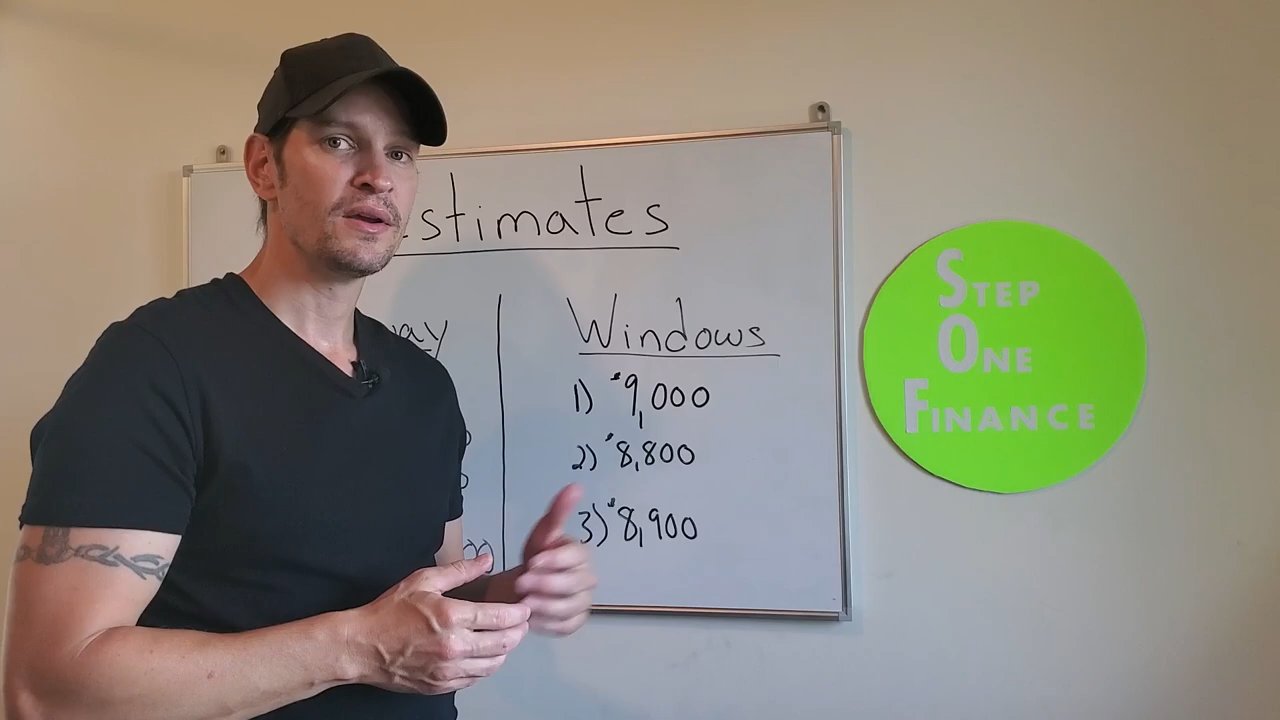 stimates
Windows
1) $9,000
2) $8,800
3) $8,900
STEP
ONE
FINANCE